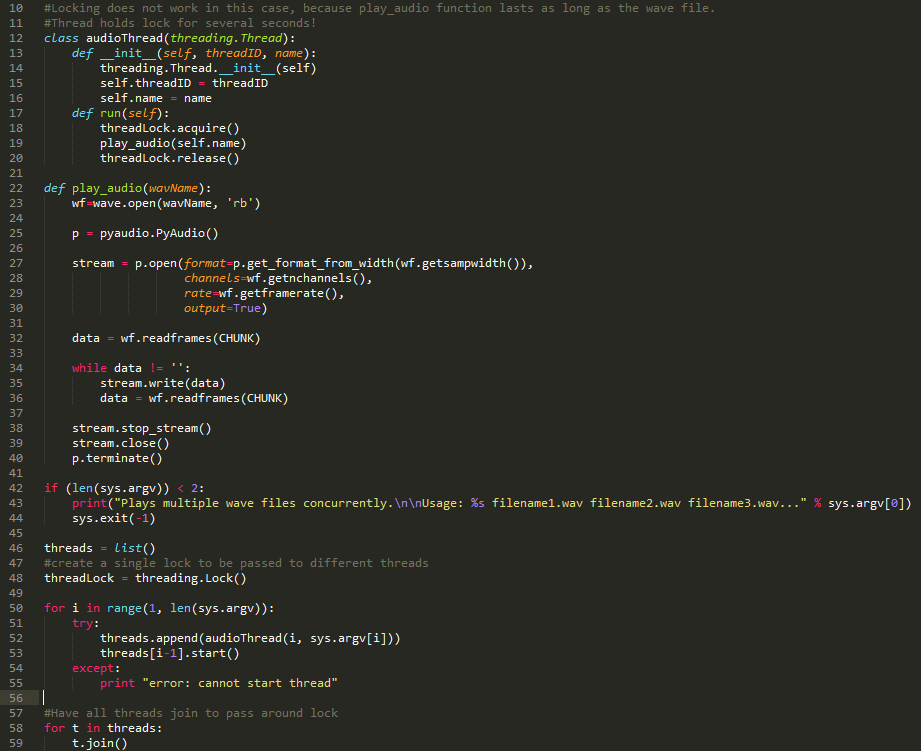 10 #Locking does not work in this case, because play_audio function lasts as long as the wave file.
11 #Thread holds lock for several seconds!
12 class audioThread(threading.Thread):
13     def __init__(self, threadID, name):
14         threading.Thread.__init__(self)
15         self.threadID = threadID
16         self.name = name
17     def run(self):
18         threadLock.acquire()
19         play_audio(self.name)
20         threadLock.release()
21
22 def play_audio(wavName):
23     wf=wave.open(wavName, 'rb')
24
25     p = pyaudio.PyAudio()
26
27     stream = p.open(format=p.get_format_from_width(wf.getsampwidth()),
28                     channels=wf.getnchannels(),
29                     rate=wf.getframerate(),
30                     output=True)
31
32     data = wf.readframes(CHUNK)
33
34     while data != '':
35         stream.write(data)
36         data = wf.readframes(CHUNK)
37
38     stream.stop_stream()
39     stream.close()
40     p.terminate()
41
42 if (len(sys.argv)) < 2:
43     print("Plays multiple wave files concurrently.\n\nUsage: %s filename1.wav filename2.wav filename3.wav..." % sys.argv[0])
44     sys.exit(-1)
45
46 threads = list()
47 #create a single lock to be passed to different threads
48 threadLock = threading.Lock()
49
50 for i in range(1, len(sys.argv)):
51     try:
52         threads.append(audioThread(i, sys.argv[i]))
53         threads[i-1].start()
54     except:
55         print "error: cannot start thread"
56
57 #Have all threads join to pass around lock
58 for t in threads:
59     t.join()